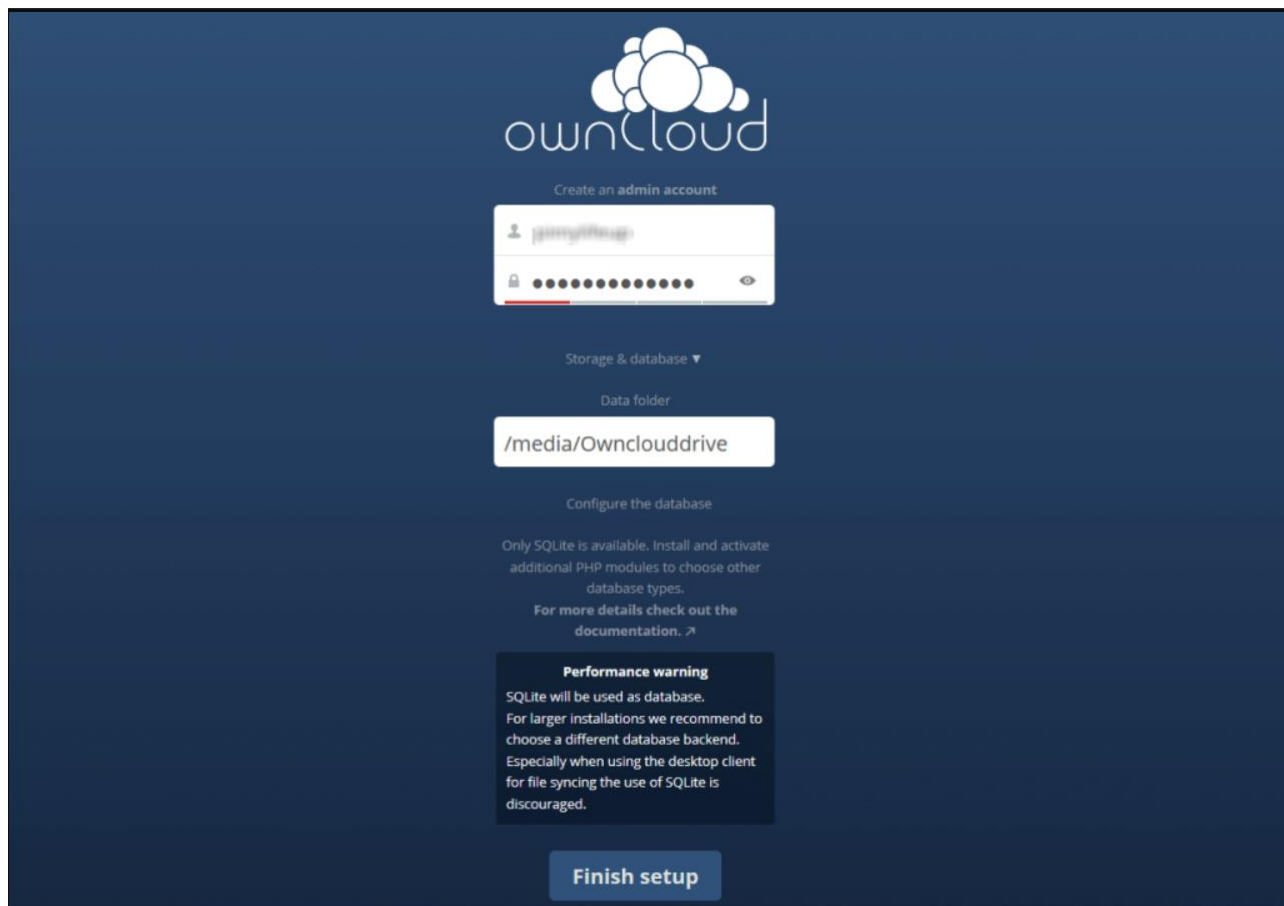 ownCloud
Create an admin account
Storage & database ▼
Data folder
/media/Ownclouddrive
Configure the database
Only SQLite is available. Install and activate
additional PHP modules to choose other
database types.
For more details check out the
documentation. ↗
Performance warning
SQLite will be used as database.
For larger installations we recommend to
choose a different database backend.
Especially when using the desktop client
for file syncing the use of SQLite is
discouraged.
Finish setup